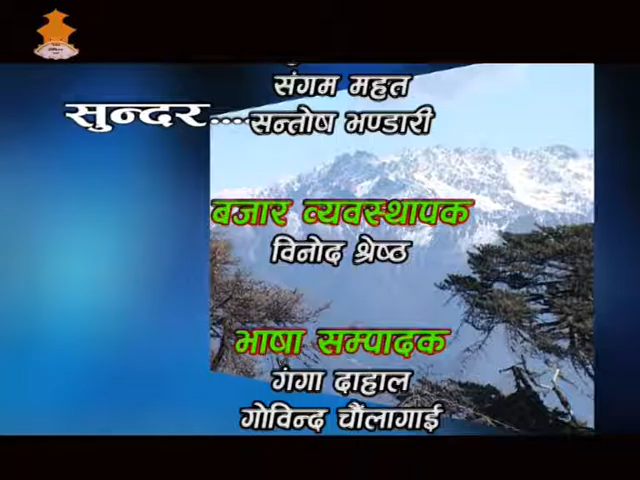 संगम महत
सुन्दर....
सन्तोष भण्डारी
बजार व्यवस्थापक
विनोद श्रेष्ठ
भाषा सम्पादक
गंगा दाहाल
गोविन्द चौंलागाई